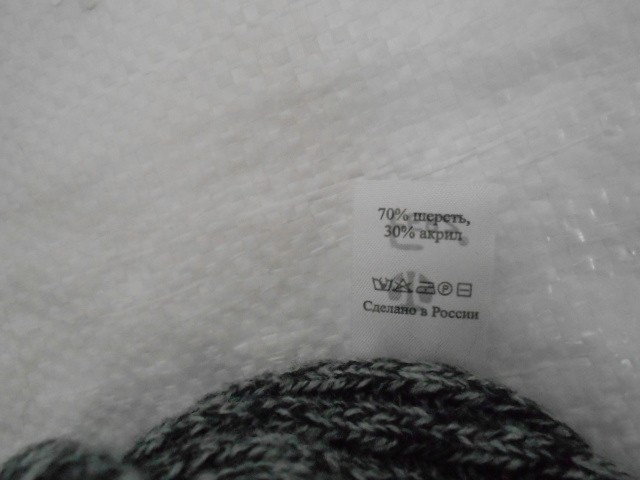 70% шерсть,
30% акрил
P
Сделано в России